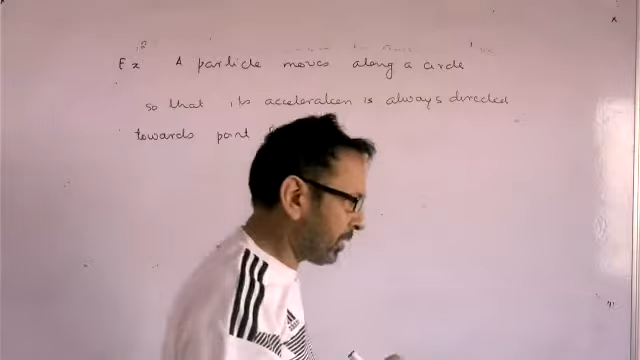 Ex A particle moves along a circle
so that its acceleration is always directed
towards point